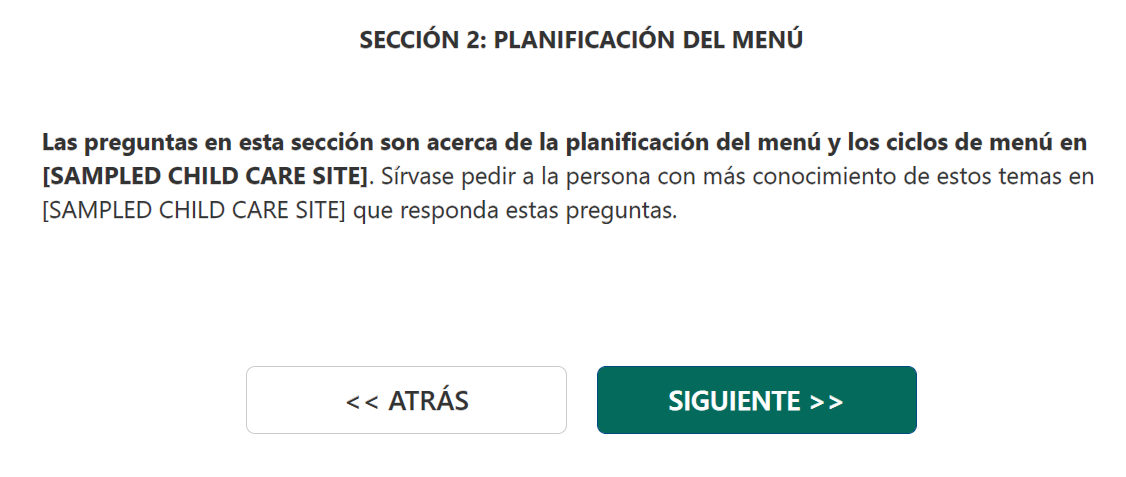 SECCIÓN 2: PLANIFICACIÓN DEL MENÚ
Las preguntas en esta sección son acerca de la planificación del menú y los ciclos de menú en
[SAMPLED CHILD CARE SITE]. Sírvase pedir a la persona con más conocimiento de estos temas en
[SAMPLED CHILD CARE SITE] que responda estas preguntas.
<< ATRÁS
SIGUIENTE >>